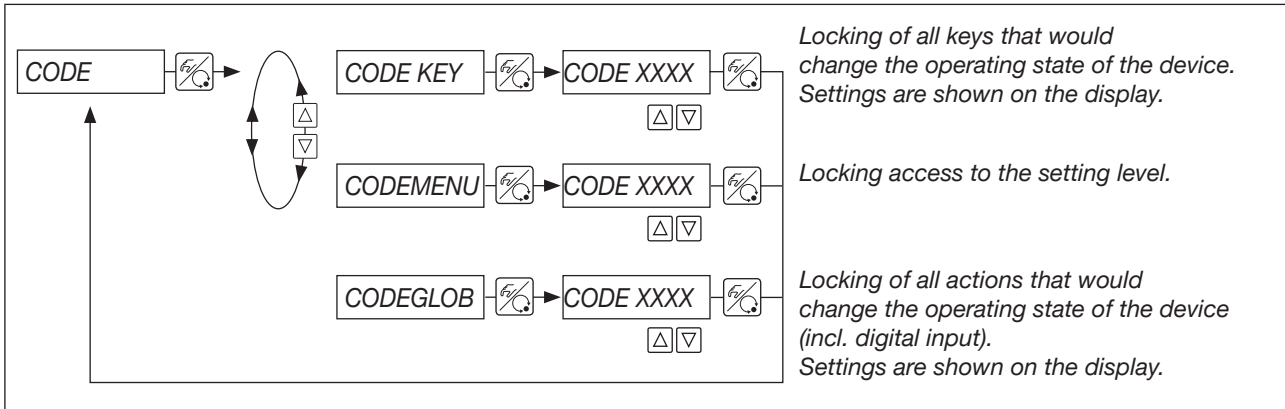 CODE
CODE KEY
CODE XXXX
Locking of all keys that would
change the operating state of the device.
Settings are shown on the display.
CODEMENU
CODE XXXX
Locking access to the setting level.
CODEGLOB
CODE XXXX
Locking of all actions that would
change the operating state of the device
(incl. digital input).
Settings are shown on the display.